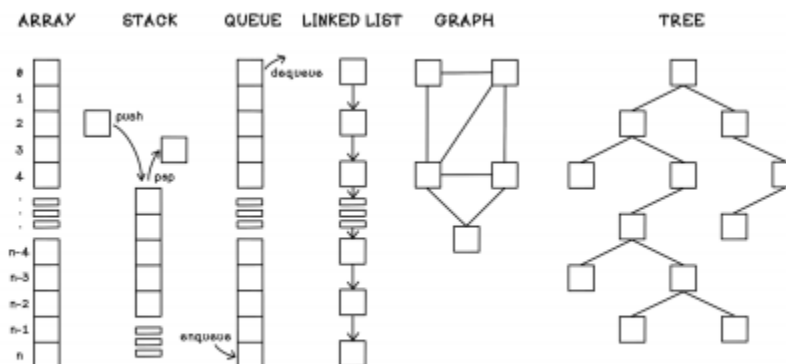 ARRAY STACK QUEUE LINKED LIST GRAPH TREE
0
dequeue
1
2
push
3
4
pop
.
.
.
n-4
n-3
n-2
n-1
enqueue
n